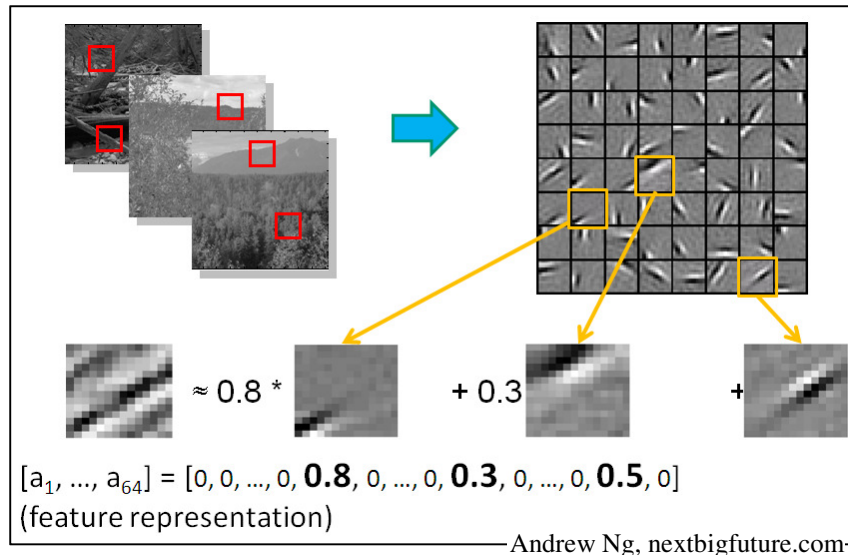 ≈ 0.8 * + 0.3 +
[a₁, ..., a₆₄] = [0, 0, ..., 0, 0.8, 0, ..., 0, 0.3, 0, ..., 0, 0.5, 0]
(feature representation)
Andrew Ng, nextbigfuture.com